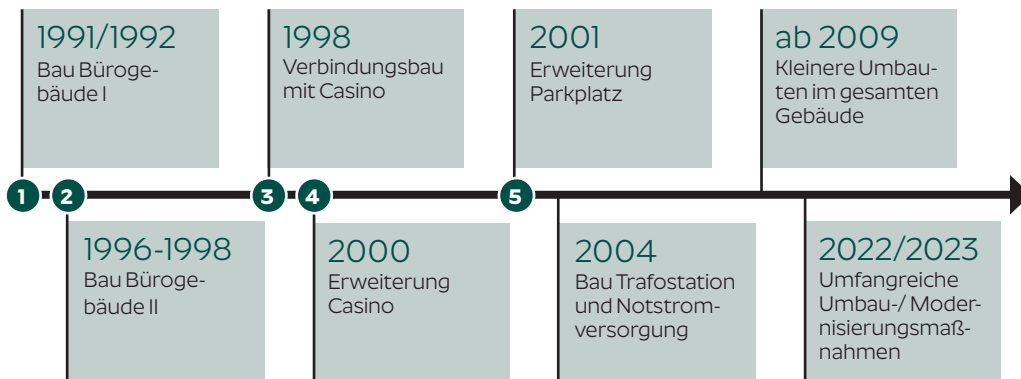 1991/1992
Bau Büroge-
bäude I
1998
Verbindungsbau
mit Casino
2001
Erweiterung
Parkplatz
ab 2009
Kleinere Umbau-
ten im gesamten
Gebäude
1
2
3
4
5
1996-1998
Bau Büroge-
bäude II
2000
Erweiterung
Casino
2004
Bau Trafostation
und Notstrom-
versorgung
2022/2023
Umfangreiche
Umbau-/ Moder-
nisierungsmaß-
nahmen